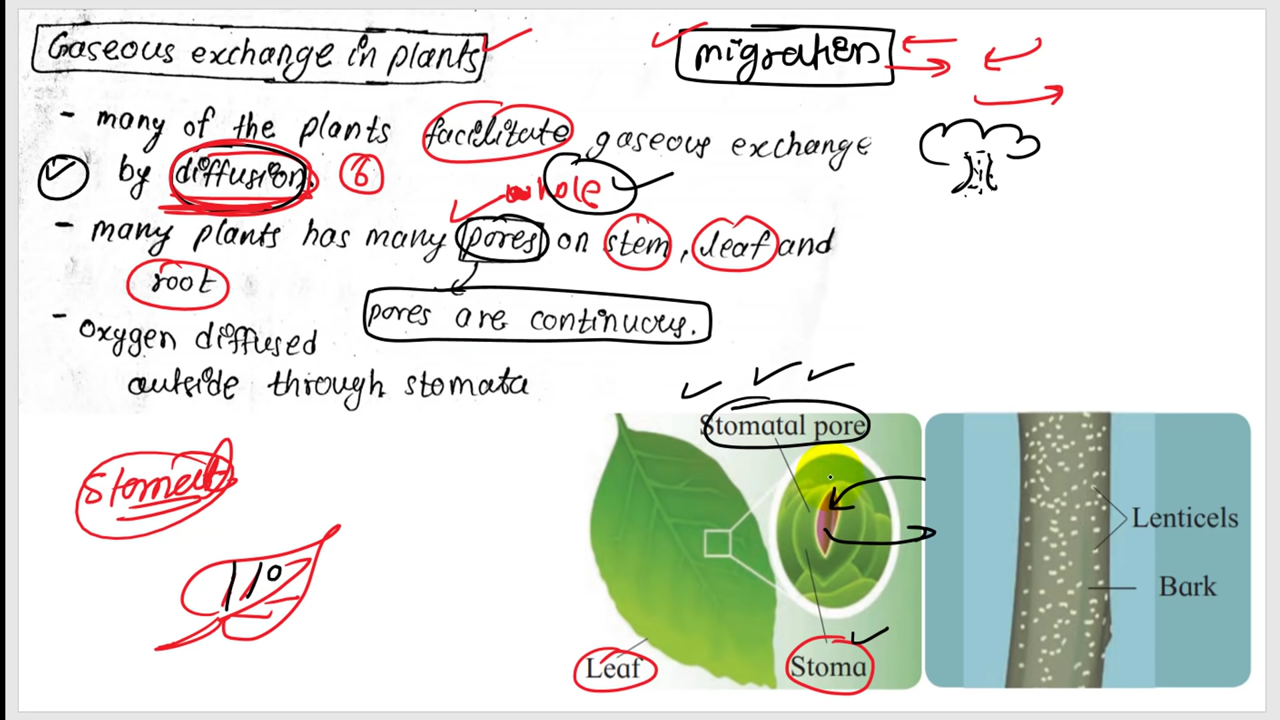 Gaseous exchange in plants
migration
- many of the plants facilitate gaseous exchange
by diffusion. 6
whole
- many plants has many pores on stem, leaf and
root
pores are continuous.
- oxygen diffused
outside through stomata
Stomatal pore
Lenticels
Bark
Leaf
Stoma